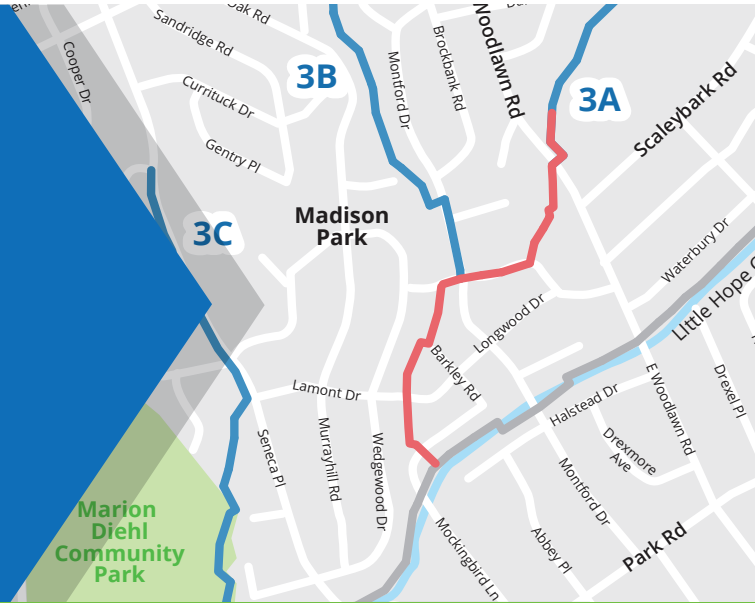 Oak Rd
Sandridge Rd
Cooper Dr
3B
Montford Dr
Brockbank Rd
Woodlawn Rd
3A
Scaleybark Rd
Currituck Dr
Gentry Pl
Madison
Park
3C
Waterbury Dr
Little Hope
Longwood Dr
Barkley Rd
Lamont Dr
Halstead Dr
E Woodlawn Rd
Drexel Pl
Seneca Pl
Murrayhill Rd
Wedgewood Dr
Drexmore
Ave
Montford Dr
Mockingbird Ln
Abbey Pl
Park Rd
Marion
Diehl
Community
Park